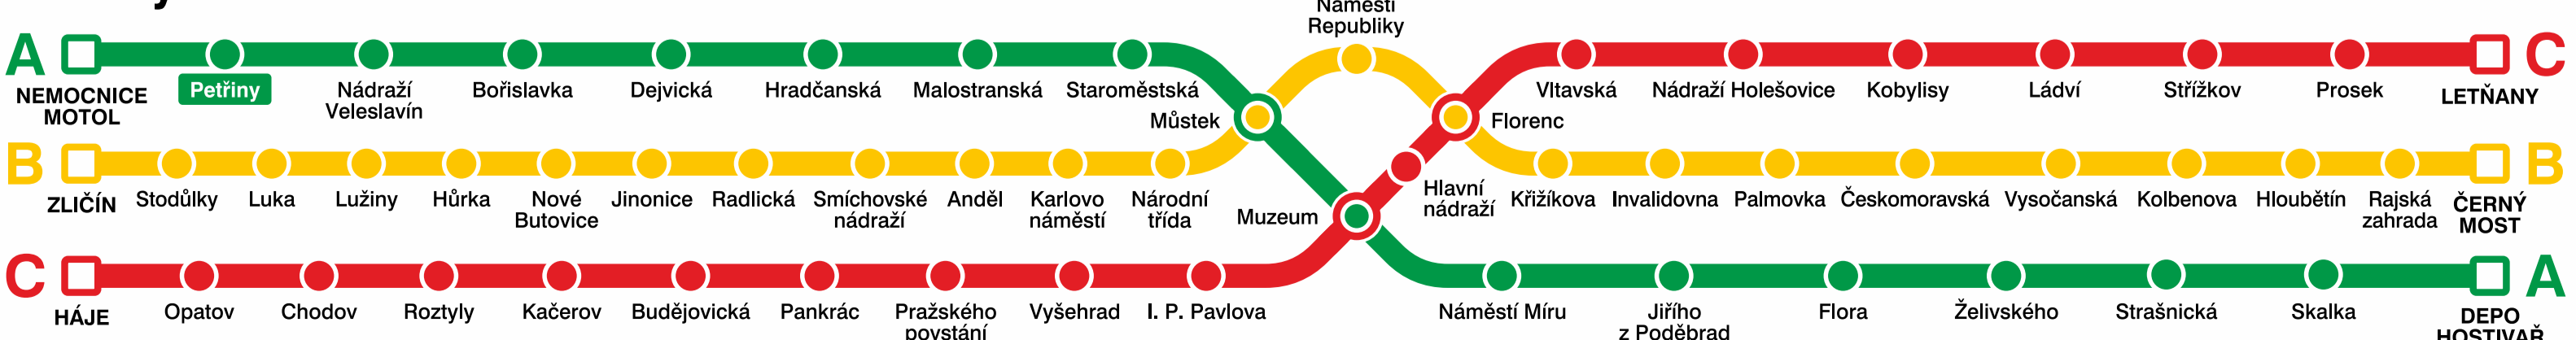 Náměstí
Republiky
A
C
Petřiny
Nádraží
Veleslavín
Bořislavka
Dejvická
Hradčanská
Malostranská
Staroměstská
Vltavská
Nádraží Holešovice
Kobylisy
Ládví
Střížkov
Prosek
NEMOCNICE
MOTOL
LETŇANY
Můstek
Florenc
B
B
ZLIČÍN
Stodůlky
Luka
Lužiny
Hůrka
Nové
Butovice
Jinonice
Radlická
Smíchovské
nádraží
Anděl
Karlovo
náměstí
Národní
třída
Muzeum
Hlavní
nádraží
Křižíkova
Invalidovna
Palmovka
Českomoravská
Vysočanská
Kolbenova
Hloubětín
Rajská
zahrada
ČERNÝ
MOST
C
A
HÁJE
Opatov
Chodov
Roztyly
Kačerov
Budějovická
Pankrác
Pražského
povstání
Vyšehrad
I. P. Pavlova
Náměstí Míru
Jiřího
z Poděbrad
Flora
Želivského
Strašnická
Skalka
DEPO
HOSTIVAŘ